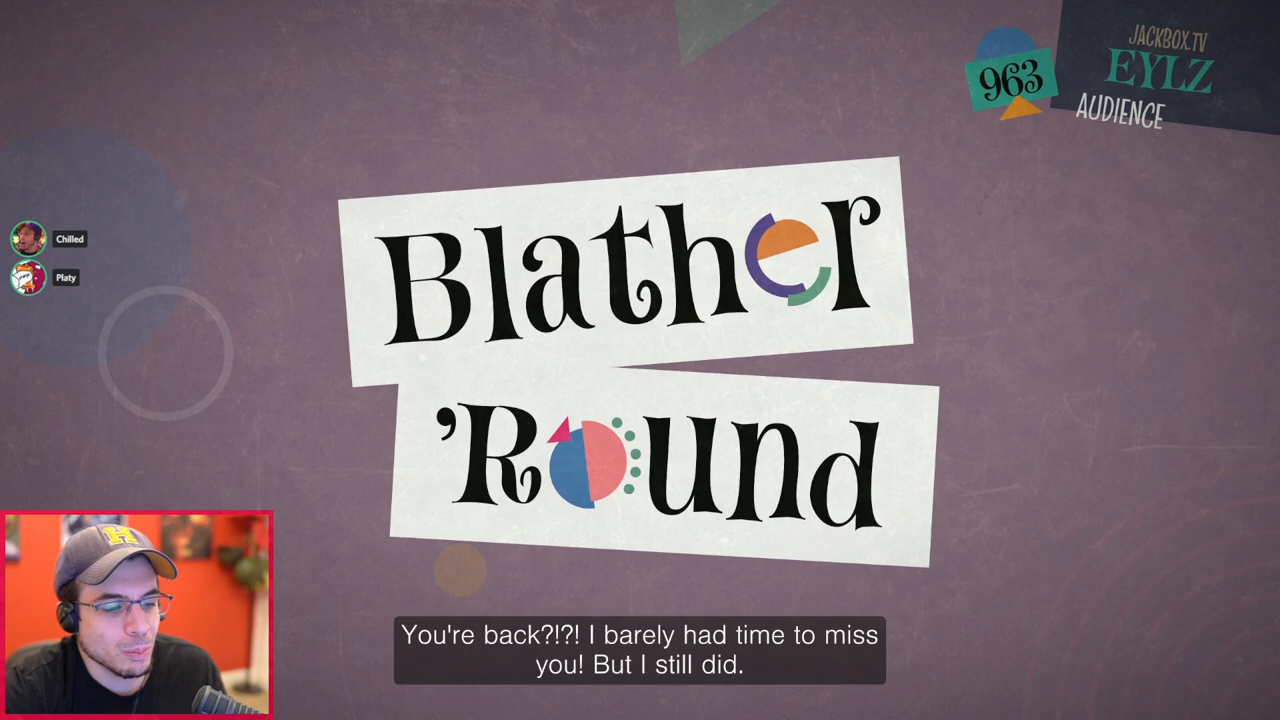 JACKBOX.TV
EYLZ
963
AUDIENCE
Chilled
Platy
Blather
'Round
H
You're back?!?! I barely had time to miss
you! But I still did.